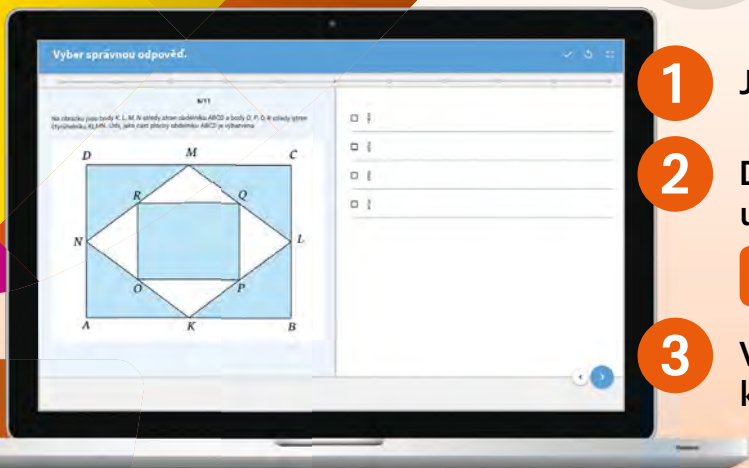 Vyber správnou odpověď.
6/11
Na obrázku jsou body K, L, M, N středy stran obdélníku ABCD a body O, P, Q, R středy stran
čtyřúhelníku KLMN. Urči, jaká část plochy obdélníku ABCD je vybarvena.
D
M
C
R
Q
N
L
O
P
A
K
B
1
J
2
D
u
3
V
k